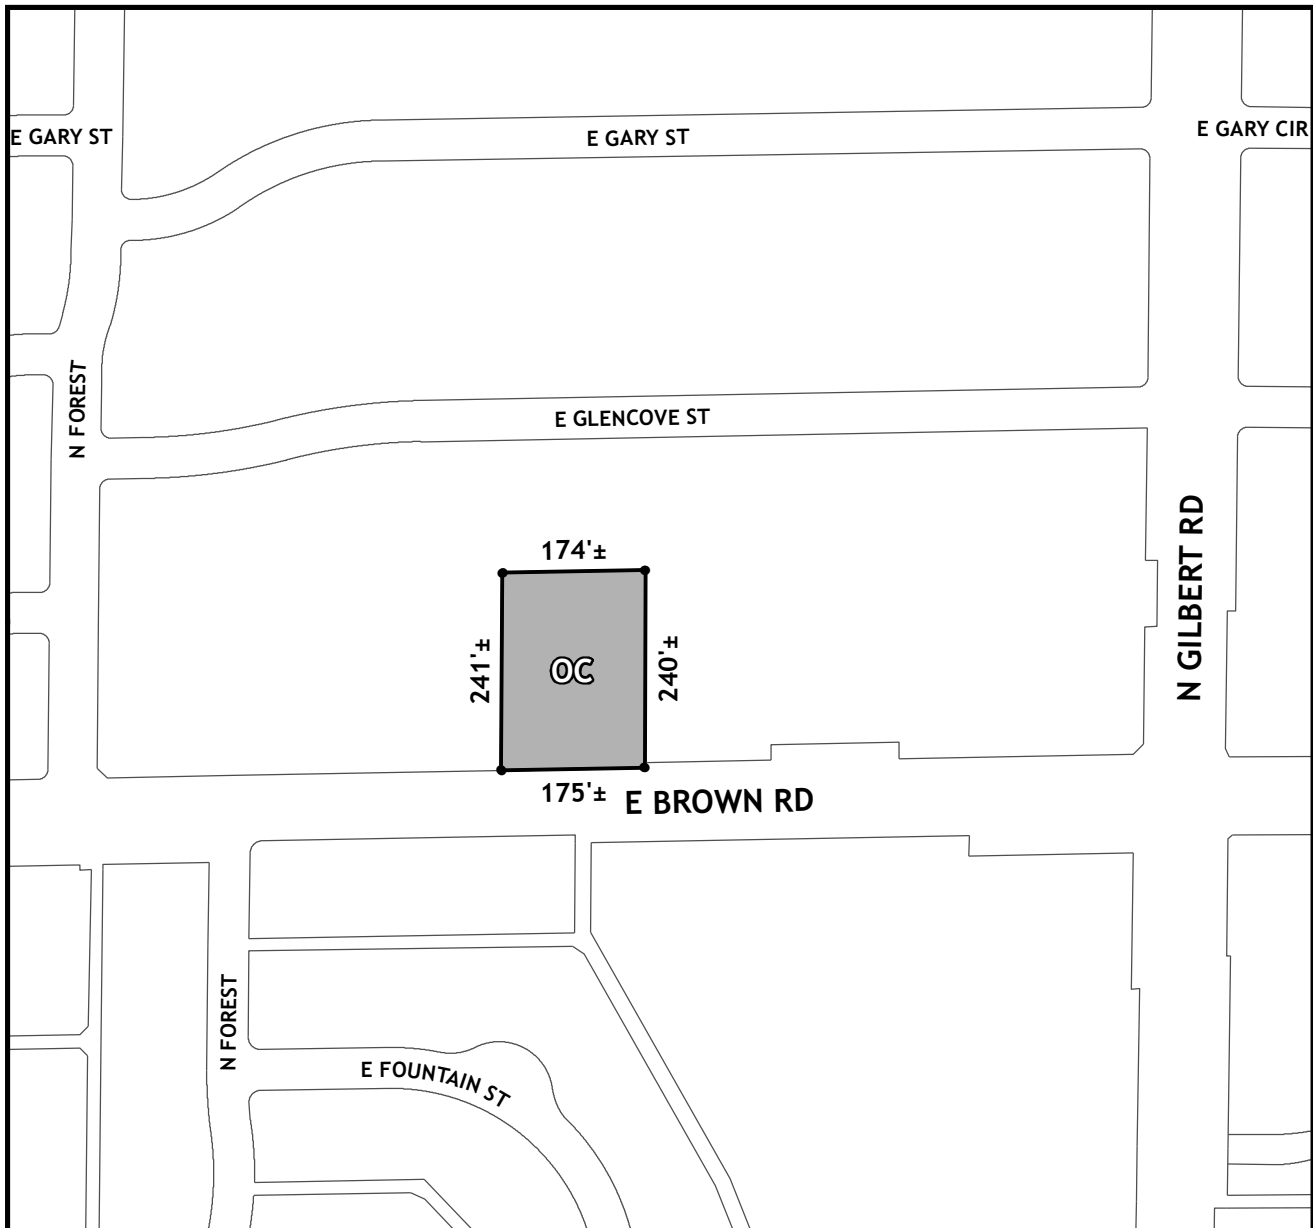 E GARY ST
E GARY ST
E GARY CIR
N FOREST
E GLENCOVE ST
N GILBERT RD
174'±
241'±
OC
240'±
175'±
E BROWN RD
N FOREST
E FOUNTAIN ST